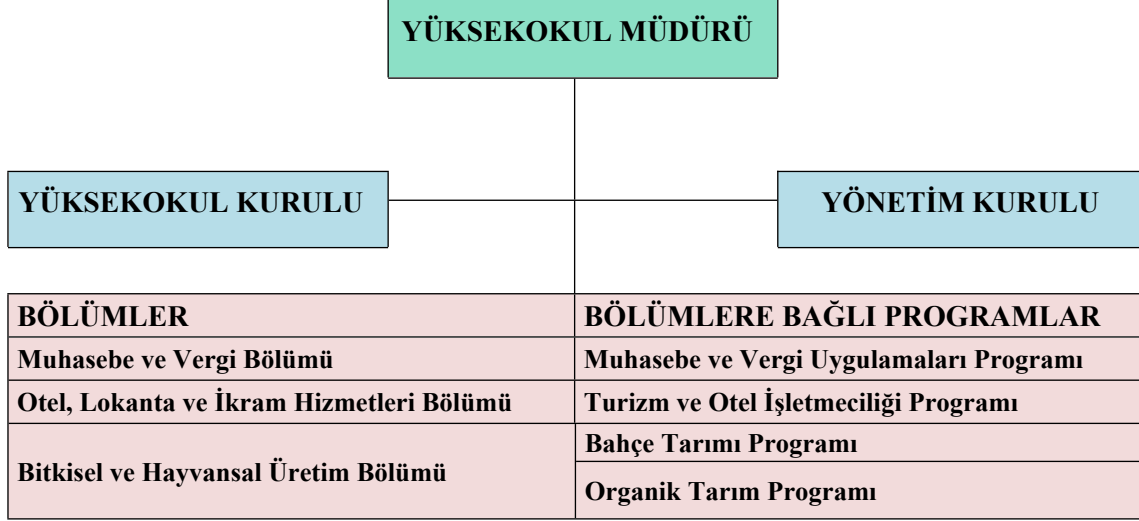 YÜKSEKOKUL MÜDÜRÜ
YÜKSEKOKUL KURULU
YÖNETİM KURULU
BÖLÜMLER
BÖLÜMLERE BAĞLI PROGRAMLAR
Muhasebe ve Vergi Bölümü
Muhasebe ve Vergi Uygulamaları Programı
Otel, Lokanta ve İkram Hizmetleri Bölümü
Turizm ve Otel İşletmeciliği Programı
Bitkisel ve Hayvansal Üretim Bölümü
Bahçe Tarımı Programı
Organik Tarım Programı